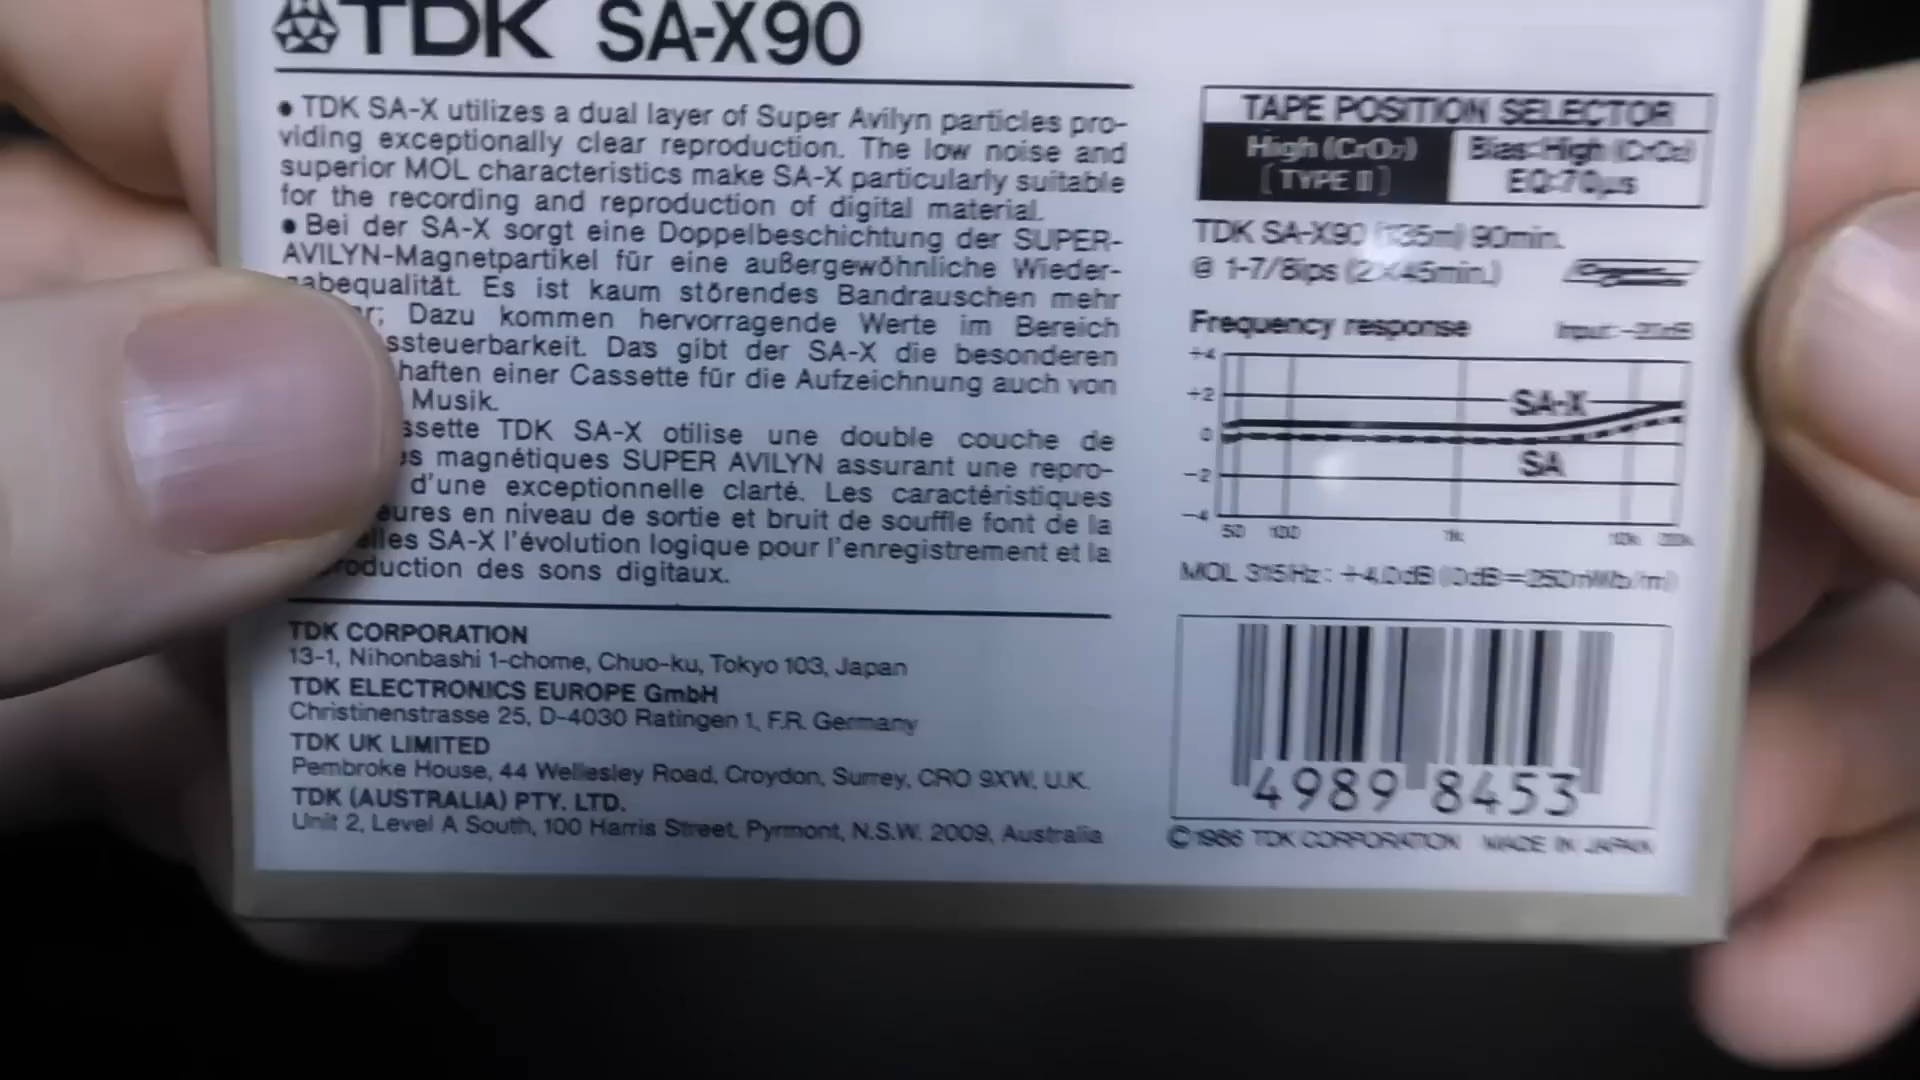 TDK SA-X90
• TDK SA-X utilizes a dual layer of Super Avilyn particles pro-
viding exceptionally clear reproduction. The low noise and
superior MOL characteristics make SA-X particularly suitable
for the recording and reproduction of digital material.
• Bei der SA-X sorgt eine Doppelbeschichtung der SUPER-
AVILYN-Magnetpartikel für eine außergewöhnliche Wieder-
gabequalität. Es ist kaum störendes Bandrauschen mehr
Dazu kommen hervorragende Werte im Bereich
ssteuerbarkeit. Das gibt der SA-X die besonderen
haften einer Cassette für die Aufzeichnung auch von
Musik.
ssette TDK SA-X otilise une double couche de
es magnétiques SUPER AVILYN assurant une repro-
d'une exceptionnelle clarté. Les caractéristiques
eures en niveau de sortie et bruit de souffle font de la
elles SA-X l'évolution logique pour l'enregistrement et la
roduction des sons digitaux.
TDK CORPORATION
13-1, Nihonbashi 1-chome, Chuo-ku, Tokyo 103, Japan
TDK ELECTRONICS EUROPE GmbH
Christinenstrasse 25, D-4030 Ratingen 1, F.R. Germany
TDK UK LIMITED
Pembroke House, 44 Wellesley Road, Croydon, Surrey, CRO 9XW, U.K.
TDK (AUSTRALIA) PTY. LTD.
Unit 2, Level A South, 100 Harris Street, Pyrmont, N.S.W. 2009, Australia
TAPE POSITION SELECTOR
High (CrO₂)
[TYPE II]
Bias:High (CrO₂)
EQ:70μs
TDK SA-X90 (135m) 90min.
@ 1-7/8ips (2×45min.)
Frequency response Input:-20dB
+4
+2
0
-2
-4
SA-X
SA
50 100 1k 10k 20k
MOL 315Hz: +4.0dB (0dB=250nWb/m)
4989 8453
©1986 TDK CORPORATION MADE IN JAPAN